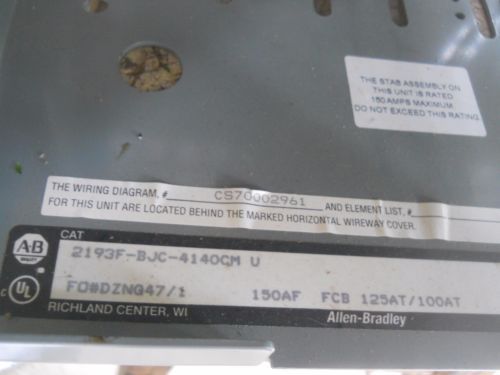 THE STAB ASSEMBLY ON
THIS UNIT IS RATED
150 AMPS MAXIMUM
DO NOT EXCEED THIS RATING
THE WIRING DIAGRAM, # CS70002961 AND ELEMENT LIST, #
FOR THIS UNIT ARE LOCATED BEHIND THE MARKED HORIZONTAL WIREWAY COVER.
CAT
A-B
2193F-BJC-4140CM U
C UL
FO#DZNG47/1 150AF FCB 125AT/100AT
RICHLAND CENTER, WI Allen-Bradley